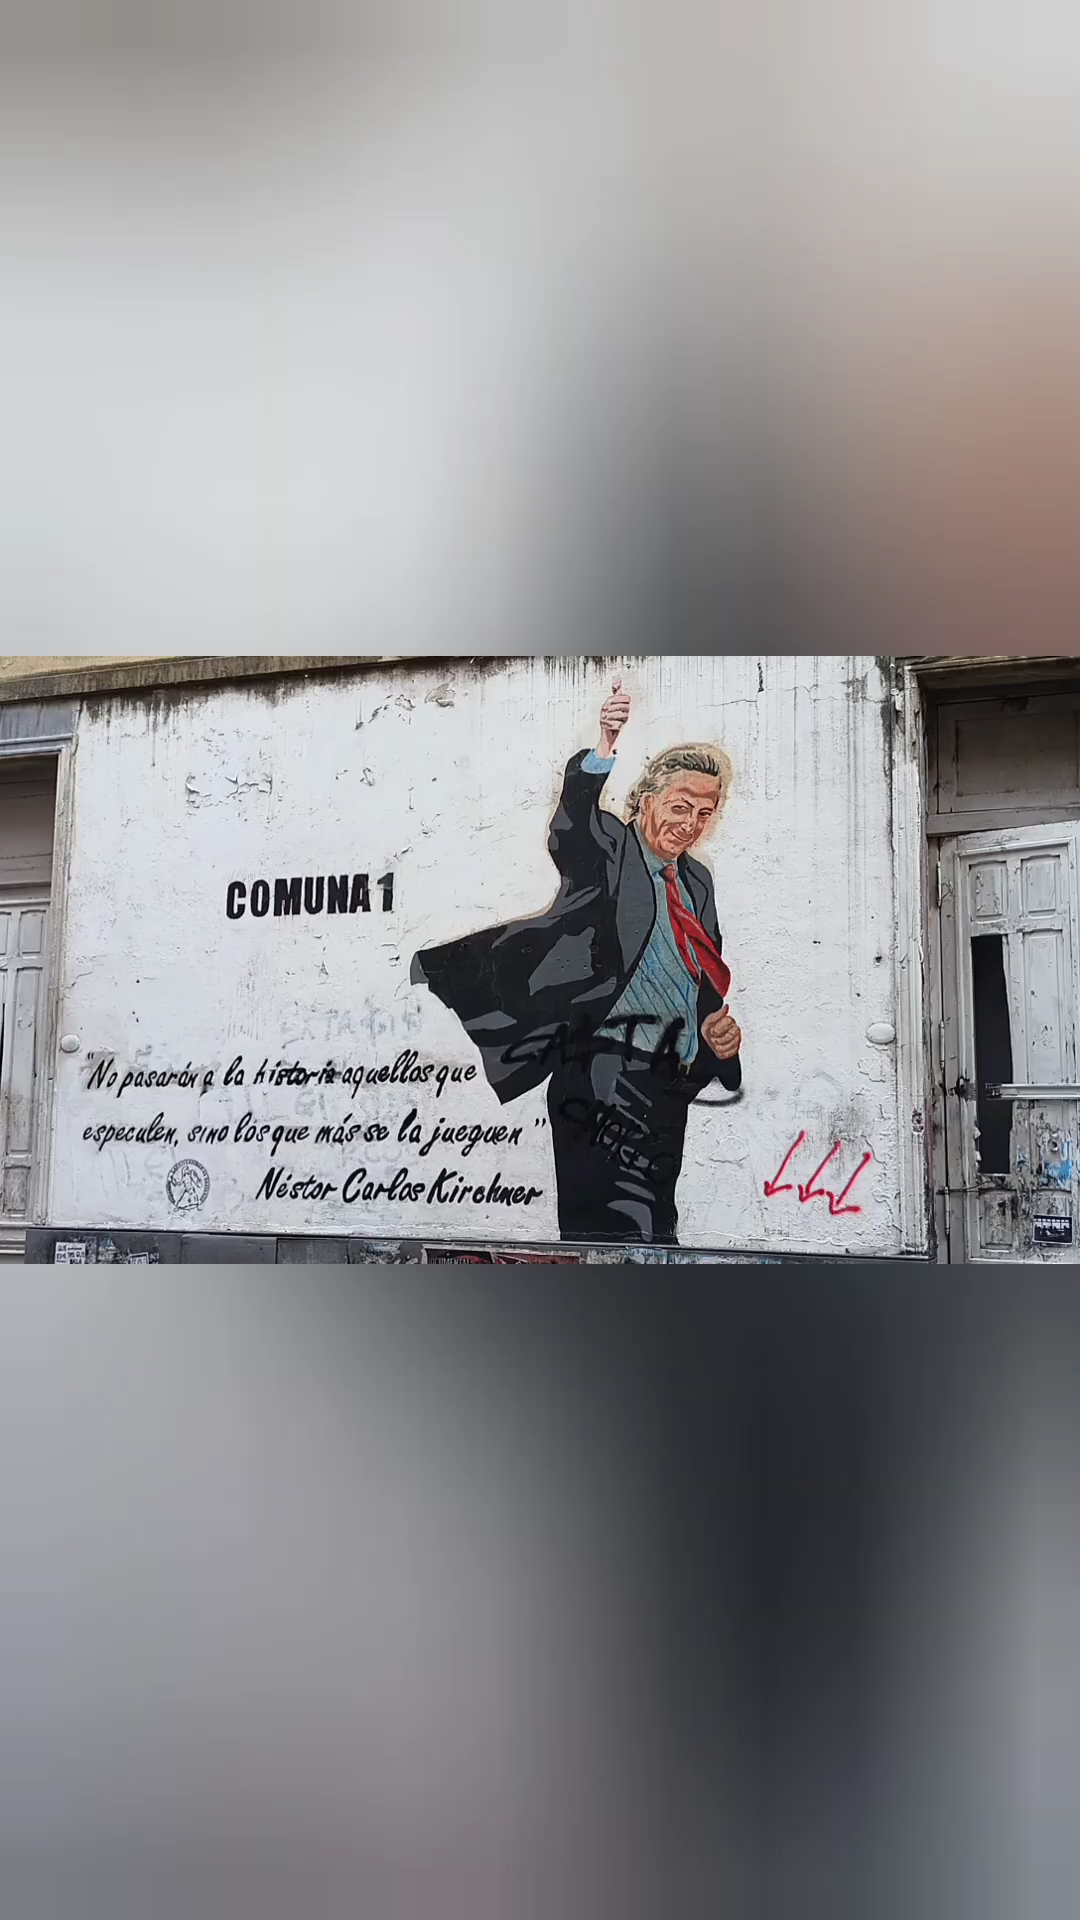 COMUNA 1
"No pasarán a la historia aquellos que
especulen, sino los que más se la jueguen"
Néstor Carlos Kirchner